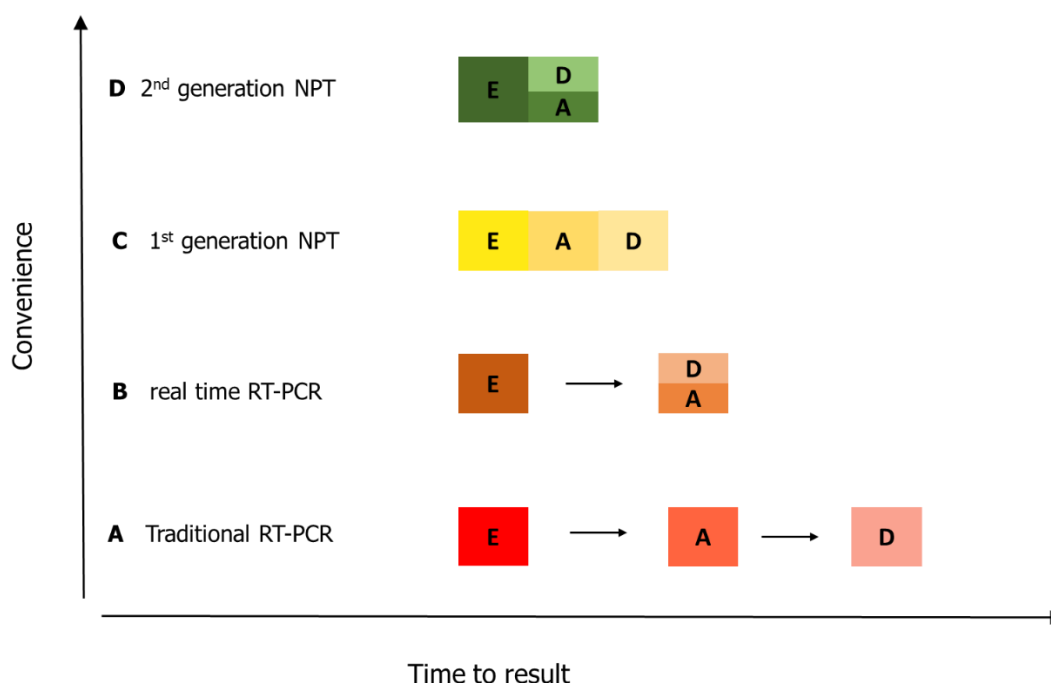 D 2nd generation NPT
E D
A
C 1st generation NPT
E A D
Convenience
B real time RT-PCR
E D
A
A Traditional RT-PCR
E A D
Time to result